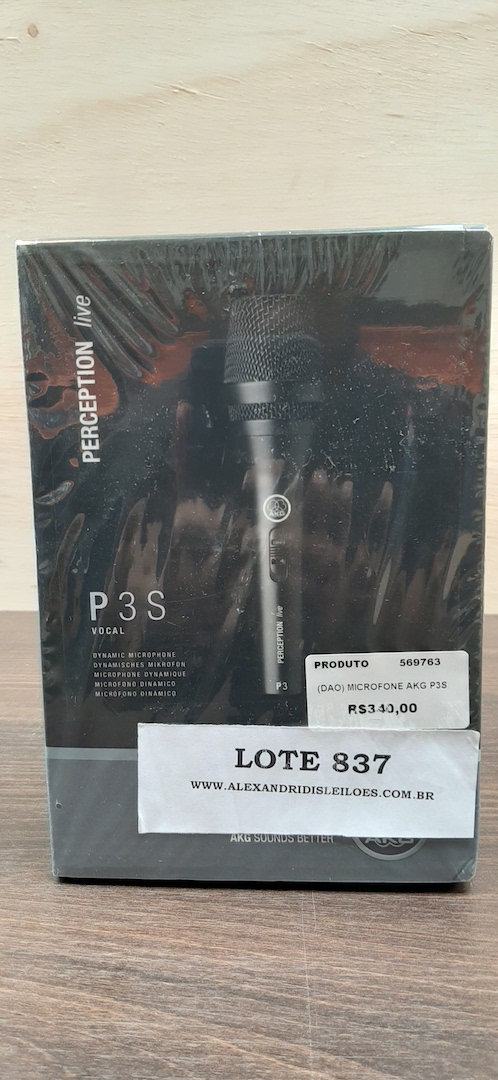 PERCEPTION live
AKG
PERCEPTION live
P3
P3S
VOCAL
DYNAMIC MICROPHONE
DYNAMISCHES MIKROFON
MICROPHONE DYNAMIQUE
MICROFONO DINAMICO
MICRÓFONO DINÁMICO
PRODUTO 569763
(DAO) MICROFONE AKG P3S
R$340,00
LOTE 837
WWW.ALEXANDRIDISLEILOES.COM.BR
AKG SOUNDS BETTER
AKG